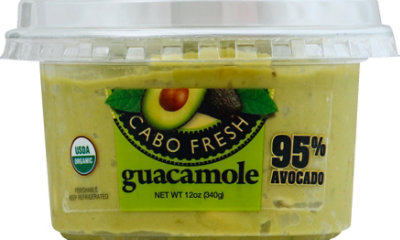 CABO FRESH
USDA
ORGANIC
guacamole
95%
AVOCADO
PERISHABLE
KEEP REFRIGERATED
NET WT 12oz (340g)